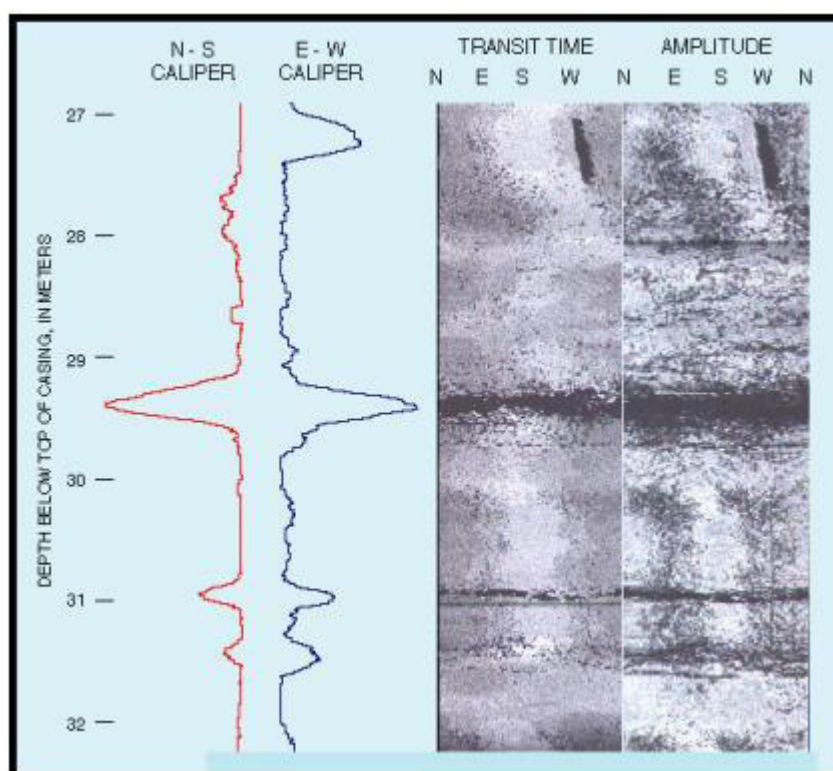 N - S CALIPER
E - W CALIPER
TRANSIT TIME
AMPLITUDE
N E S W N E S W N
27
28
29
30
31
32
DEPTH BELOW TOP OF CASING, IN METERS